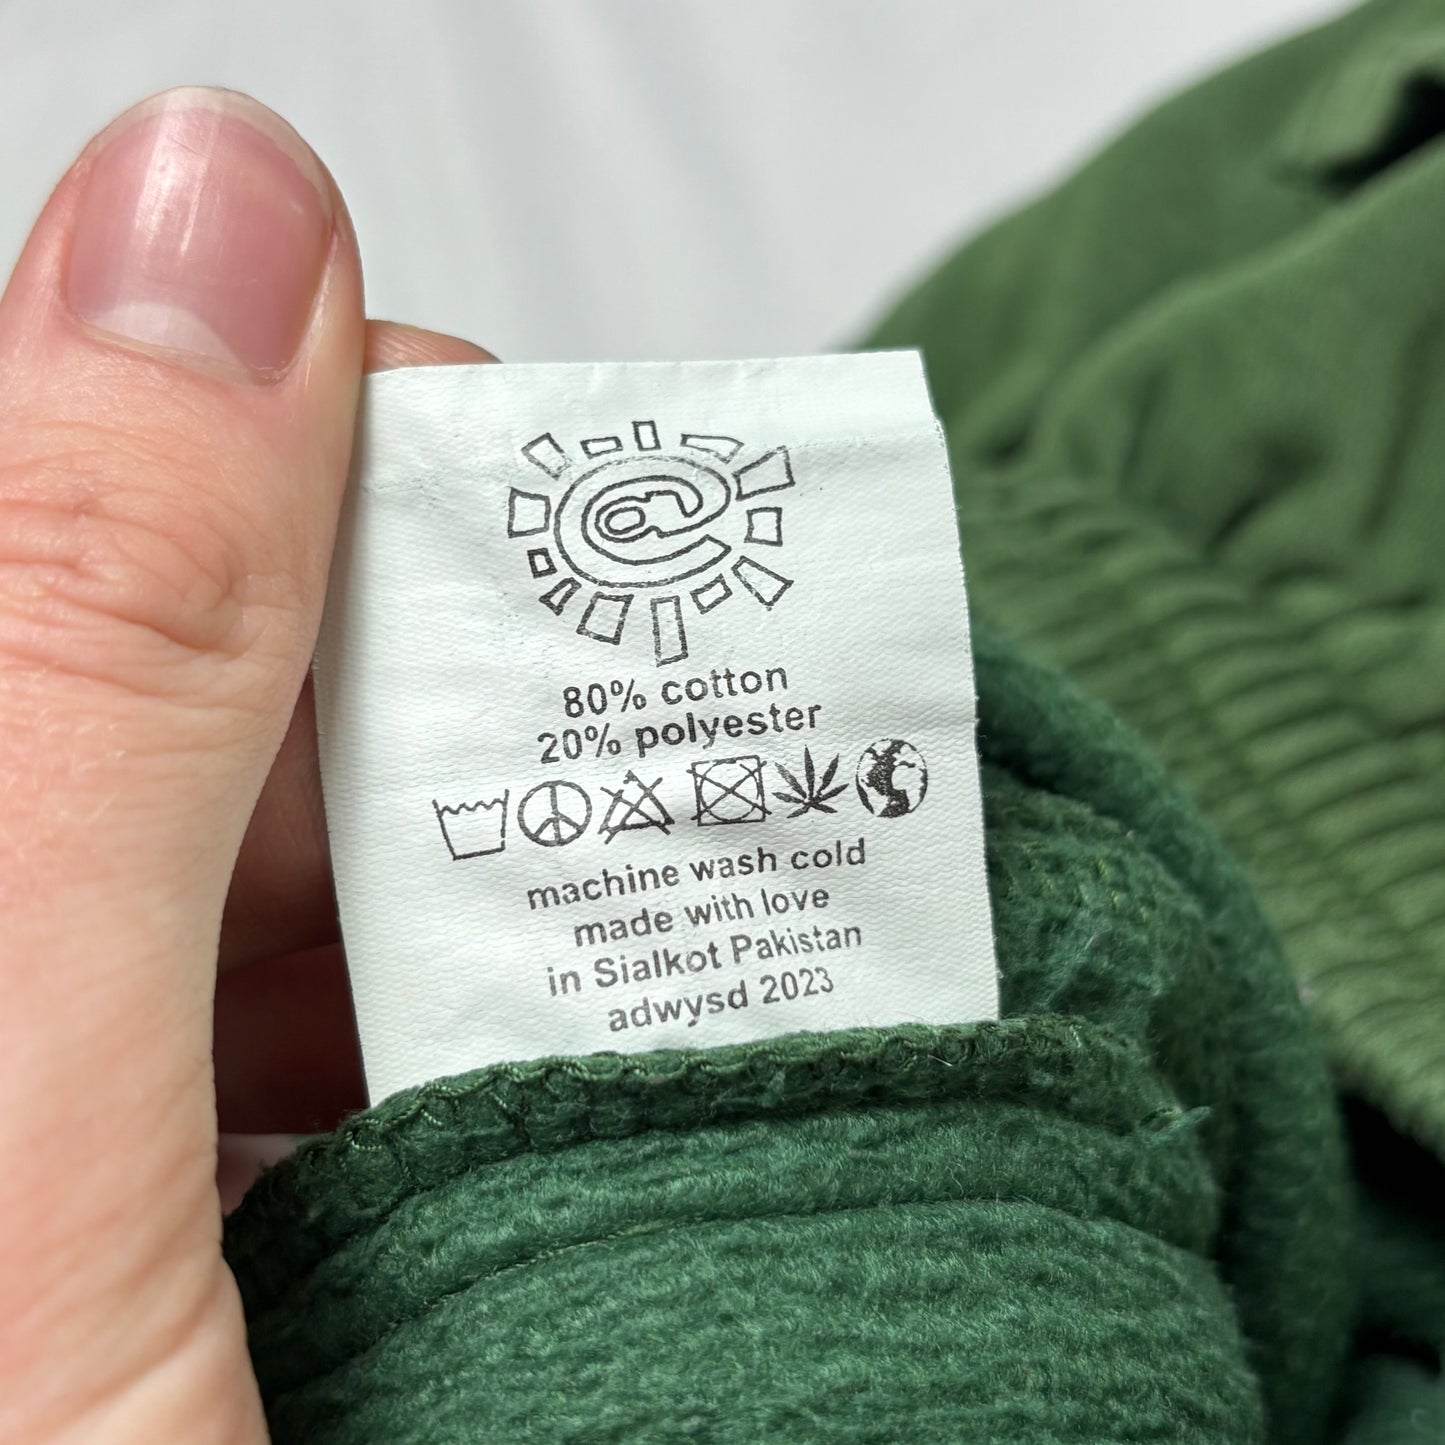 80% cotton
20% polyester
machine wash cold
made with love
in Sialkot Pakistan
adwysd 2023